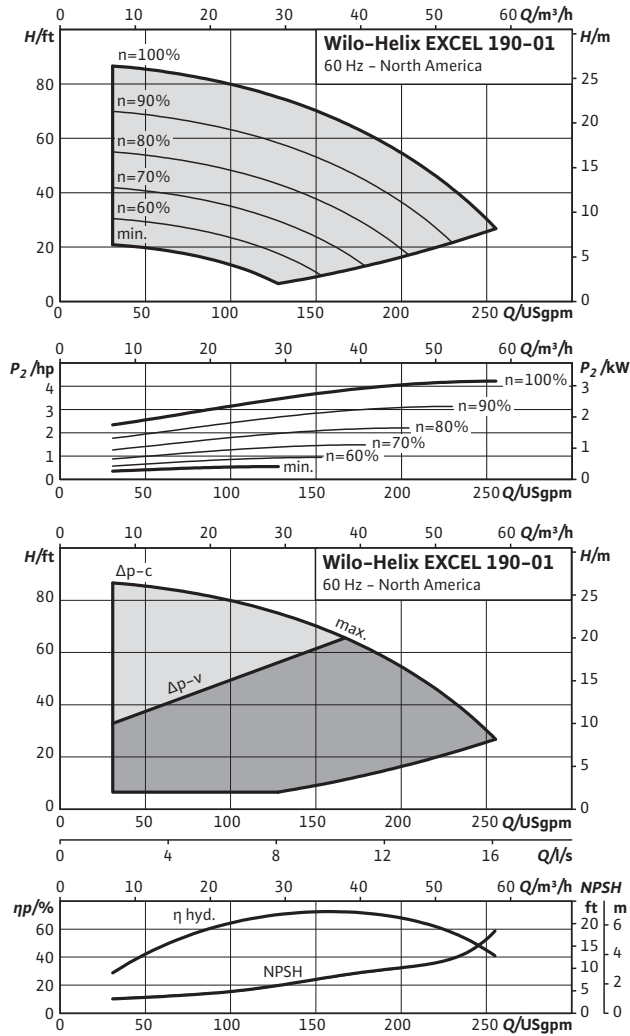 0 10 20 30 40 50 Q/m³/h
H/ft H/m
Wilo-Helix EXCEL 190-01
60 Hz - North America
n=100%
n=90%
n=80%
n=70%
n=60%
min.
80
60
40
20
0
25
20
15
10
5
0
0 50 100 150 200 250 Q/USgpm
0 10 20 30 40 50 60 Q/m³/h
P₂/hp P₂/kW
4
3
2
1
0
n=100%
n=90%
n=80%
n=70%
n=60%
min.
3
2
1
0
0 50 100 150 200 250 Q/USgpm
0 10 20 30 40 50 60 Q/m³/h
H/ft H/m
Wilo-Helix EXCEL 190-01
60 Hz - North America
Δp-c
max.
Δp-v
80
60
40
20
0
25
20
15
10
5
0
0 50 100 150 200 250 Q/USgpm
0 4 8 12 16 Q/l/s
0 10 20 30 40 50 60 Q/m³/h NPSH
ηp/% ft m
η hyd.
NPSH
60
40
20
0
20
15
10
5
0
6
4
2
0
0 50 100 150 200 250 Q/USgpm